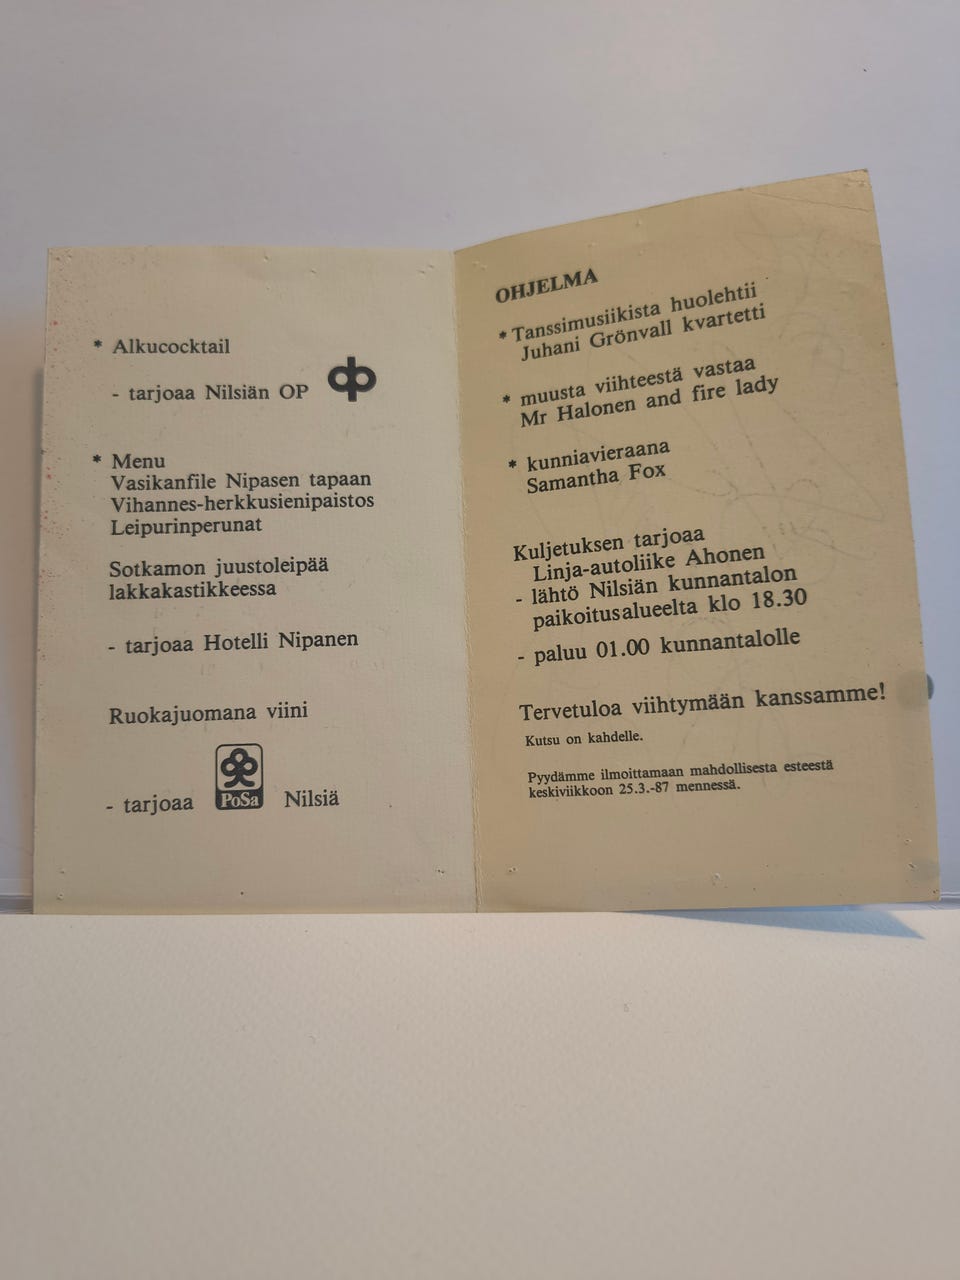 * Alkucocktail
- tarjoaa Nilsiän OP
* Menu
Vasikanfile Nipasen tapaan
Vihannes-herkkusienipaistos
Leipurinperunat
Sotkamon juustoleipää
lakkakastikkeessa
- tarjoaa Hotelli Nipanen
Ruokajuomana viini
- tarjoaa PoSa Nilsiä
OHJELMA
* Tanssimusiikista huolehtii
Juhani Grönvall kvartetti
* muusta viihteestä vastaa
Mr Halonen and fire lady
* kunniavieraana
Samantha Fox
Kuljetuksen tarjoaa
Linja-autoliike Ahonen
- lähtö Nilsiän kunnantalon
paikoitusalueelta klo 18.30
- paluu 01.00 kunnantalolle
Tervetuloa viihtymään kanssamme!
Kutsu on kahdelle.
Pyydämme ilmoittamaan mahdollisesta esteestä
keskiviikkoon 25.3.-87 mennessä.